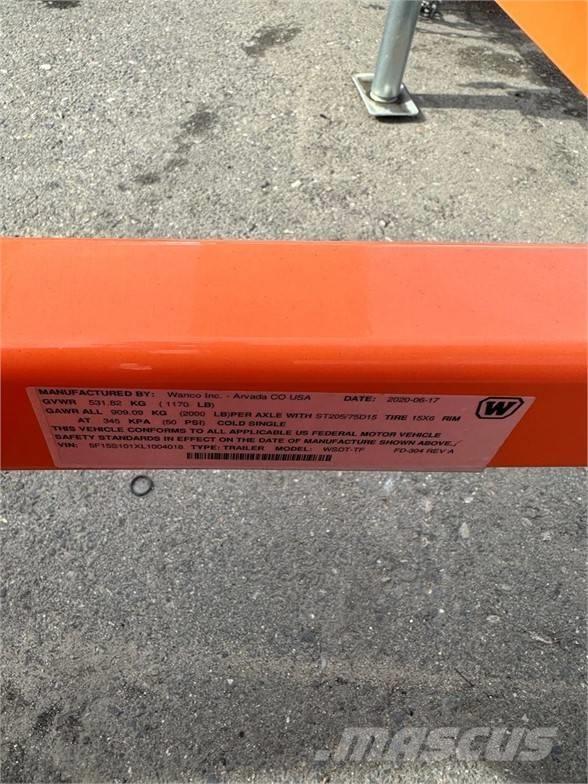 MANUFACTURED BY: Wanco Inc. - Arvada CO USA DATE: 2020-06-17
GVWR 531.82 KG ( 1170 LB)
GAWR ALL 909.09 KG (2000 LB)PER AXLE WITH ST205/75D15 TIRE 15X6 RIM
AT 345 KPA (50 PSI) COLD SINGLE
THIS VEHICLE CONFORMS TO ALL APPLICABLE US FEDERAL MOTOR VEHICLE
SAFETY STANDARDS IN EFFECT ON THE DATE OF MANUFACTURE SHOWN ABOVE.
VIN: 5F15S101XL1004018 TYPE: TRAILER MODEL: WSDT-TF FD-304 REV A
W
MASCUS